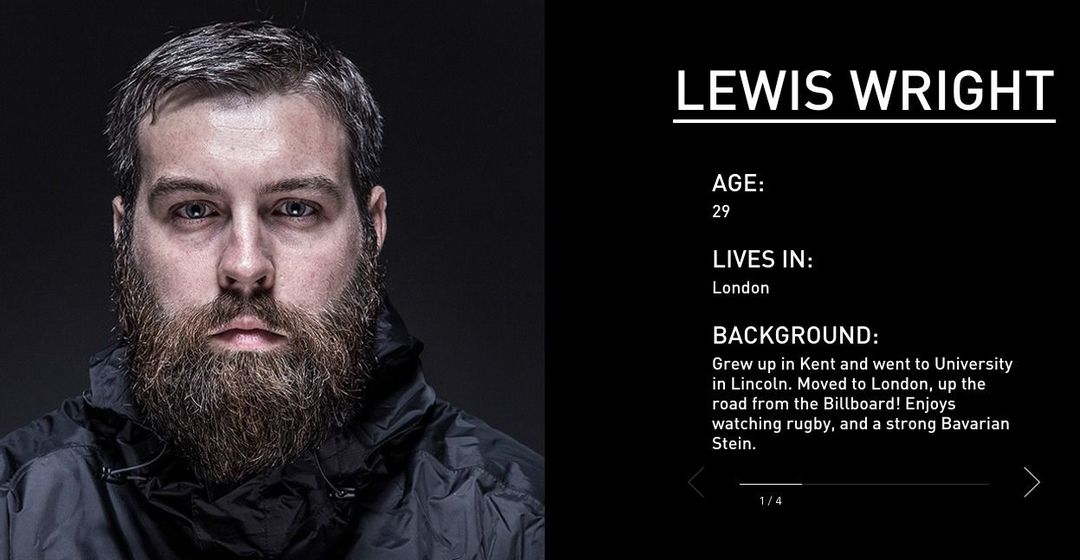 LEWIS WRIGHT
AGE:
29
LIVES IN:
London
BACKGROUND:
Grew up in Kent and went to University
in Lincoln. Moved to London, up the
road from the Billboard! Enjoys
watching rugby, and a strong Bavarian
Stein.
1 / 4